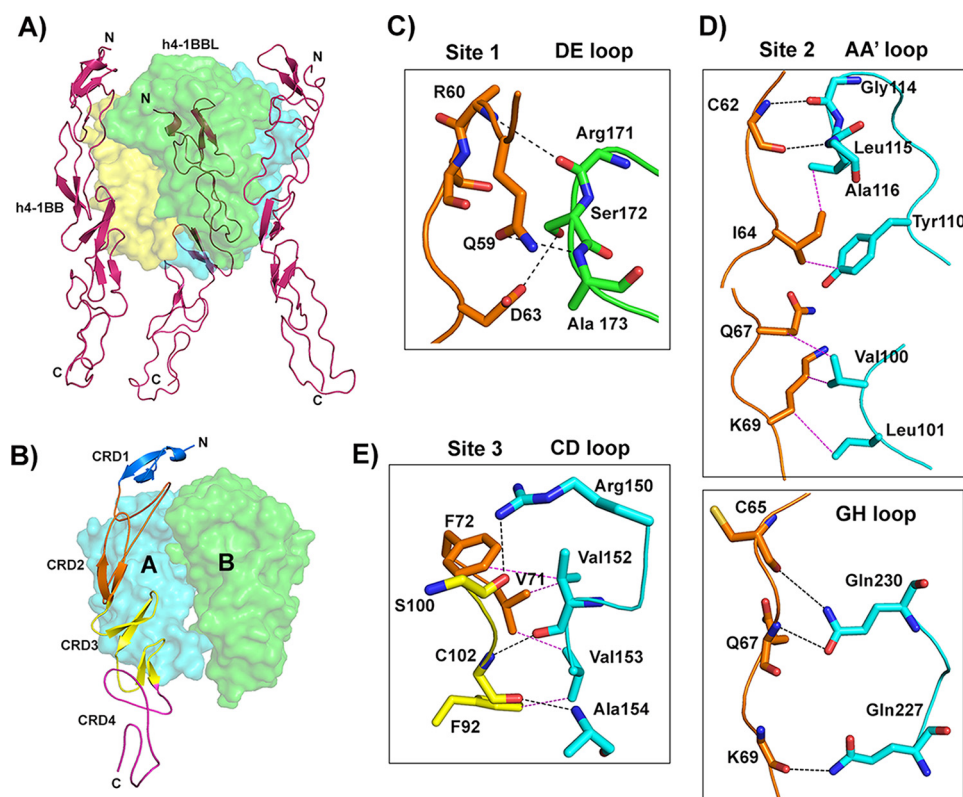 A)
h4-1BBL
N
N
N
h4-1BB
C
C
C
B)
N
CRD1
CRD2
A
B
CRD3
CRD4
C
C)
Site 1
DE loop
R60
Arg171
Ser172
Q59
D63
Ala 173
D)
Site 2
AA' loop
Gly114
C62
Leu115
Ala116
I64
Tyr110
Q67
Val100
K69
Leu101
E)
Site 3
CD loop
Arg150
F72
Val152
V71
S100
C102
Val153
F92
Ala154
C65
GH loop
Gln230
Q67
Gln227
K69